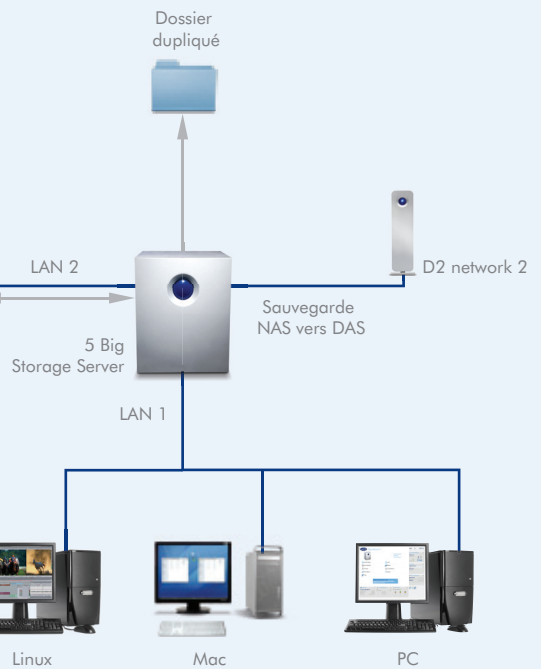 Dossier
dupliqué
LAN 2
D2 network 2
Sauvegarde
NAS vers DAS
5 Big
Storage Server
LAN 1
Linux
Mac
PC